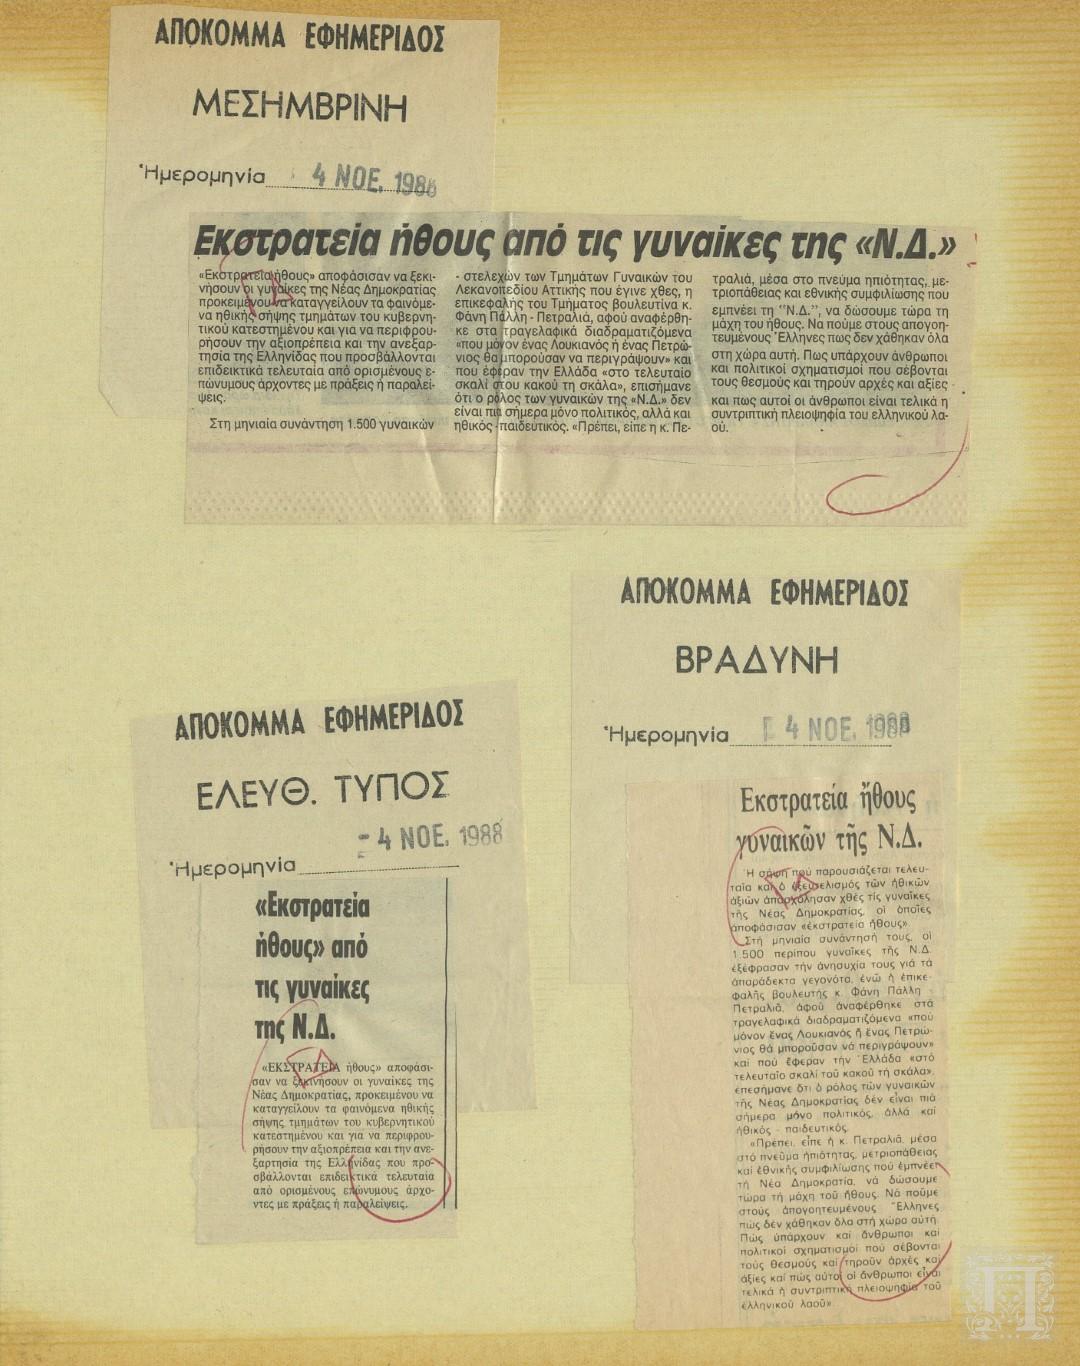 ΑΠΟΚΟΜΜΑ ΕΦΗΜΕΡΙΔΟΣ
ΜΕΣΗΜΒΡΙΝΗ
Ἡμερομηνία 4 ΝΟΕ. 1988
Εκστρατεία ήθους από τις γυναίκες της «Ν.Δ.»
«Εκστρατεία ήθους» αποφάσισαν να ξεκι-
νήσουν οι γυναίκες της Νέας Δημοκρατίας
προκειμένου να καταγγείλουν τα φαινόμε-
να ηθικής σήψης τμημάτων του κυβερνη-
τικού κατεστημένου και για να περιφρου-
ρήσουν την αξιοπρέπεια και την ανεξαρ-
τησία της Ελληνίδας που προσβάλλονται
επιδεικτικά τελευταία από ορισμένους ε-
πώνυμους άρχοντες με πράξεις ή παραλεί-
ψεις.
Στη μηνιαία συνάντηση 1.500 γυναικών
- στελεχών των Τμημάτων Γυναικών του
Λεκανοπεδίου Αττικής που έγινε χθες, η
επικεφαλής του Τμήματος βουλευτίνα κ.
Φάνη Πάλλη - Πετραλιά, αφού αναφέρθη-
κε στα τραγελαφικά διαδραματιζόμενα
«που μόνον ένας Λουκιανός ή ένας Πετρώ-
νιος θα μπορούσαν να περιγράψουν» και
που έφεραν την Ελλάδα «στο τελευταίο
σκαλί του κακού τη σκάλα», επισήμανε
ότι ο ρόλος των γυναικών της «Ν.Δ.» δεν
είναι πια σήμερα μόνο πολιτικός, αλλά και
ηθικός - παιδευτικός. «Πρέπει, είπε η κ. Πε-
τραλιά, μέσα στο πνεύμα ηπιότητας, με-
τριοπάθειας και εθνικής συμφιλίωσης που
εμπνέει τη "Ν.Δ.", να δώσουμε τώρα τη
μάχη του ήθους. Να πούμε στους απογοη-
τευμένους Έλληνες πως δεν χάθηκαν όλα
στη χώρα αυτή. Πως υπάρχουν άνθρωποι
και πολιτικοί σχηματισμοί που σέβονται
τους θεσμούς και τηρούν αρχές και αξίες
και πως αυτοί οι άνθρωποι είναι τελικά η
συντριπτική πλειοψηφία του ελληνικού λα-
ού.
ΑΠΟΚΟΜΜΑ ΕΦΗΜΕΡΙΔΟΣ
ΕΛΕΥΘ. ΤΥΠΟΣ
Ἡμερομηνία - 4 ΝΟΕ. 1988
«Εκστρατεία
ήθους» από
τις γυναίκες
της Ν.Δ.
«ΕΚΣΤΡΑΤΕΙΑ ήθους» αποφάσι-
σαν να ξεκινήσουν οι γυναίκες της
Νέας Δημοκρατίας, προκειμένου να
καταγγείλουν τα φαινόμενα ηθικής
σήψης τμημάτων του κυβερνητικού
κατεστημένου και για να περιφρου-
ρήσουν την αξιοπρέπεια και την ανε-
ξαρτησία της Ελληνίδας που προ-
σβάλλονται επιδεικτικά τελευταία
από ορισμένους επώνυμους άρχο-
ντες με πράξεις ή παραλείψεις.
ΑΠΟΚΟΜΜΑ ΕΦΗΜΕΡΙΔΟΣ
ΒΡΑΔΥΝΗ
Ἡμερομηνία 4 ΝΟΕ. 1988
Εκστρατεία ἤθους
γυναικῶν τῆς Ν.Δ.
Ἡ σήψη πού παρουσιάζεται τελευ-
ταία καί ὁ ἐξευτελισμός τῶν ἠθικῶν
ἀξιῶν ἀπασχόλησαν χθές τίς γυναῖκες
τῆς Νέας Δημοκρατίας, οἱ ὁποῖες
ἀποφάσισαν «ἐκστρατεία ἤθους».
Στή μηνιαία συνάντησή τους, οἱ
1.500 περίπου γυναῖκες τῆς Ν.Δ.
ἐξέφρασαν τήν ἀνησυχία τους γιά τά
ἀπαράδεκτα γεγονότα, ἐνῶ ἡ ἐπικε-
φαλῆς βουλευτής κ. Φάνη Πάλλη -
Πετραλιᾶ, ἀφοῦ ἀναφέρθηκε στά
τραγελαφικά διαδραματιζόμενα «πού
μόνον ἕνας Λουκιανός ἤ ἕνας Πετρώ-
νιος θά μποροῦσαν νά περιγράψουν»
καί πού ἔφεραν τήν Ἑλλάδα «στό
τελευταῖο σκαλί τοῦ κακοῦ τή σκάλα»,
ἐπεσήμανε ὅτι ὁ ρόλος τῶν γυναικῶν
τῆς Νέας Δημοκρατίας δέν εἶναι πιά
σήμερα μόνο πολιτικός, ἀλλά καί
ἠθικός - παιδευτικός.
«Πρέπει, εἶπε ἡ κ. Πετραλιᾶ, μέσα
στό πνεῦμα ἠπιότητας, μετριοπάθειας
καί ἐθνικῆς συμφιλίωσης πού ἐμπνέει
τή Νέα Δημοκρατία, νά δώσουμε
τώρα τή μάχη τοῦ ἤθους. Νά ποῦμε
στούς ἀπογοητευμένους Ἕλληνες
πώς δέν χάθηκαν ὅλα στή χώρα αὐτή.
Πώς ὑπάρχουν καί ἄνθρωποι καί
πολιτικοί σχηματισμοί πού σέβονται
τούς θεσμούς καί τηροῦν ἀρχές καί
ἀξίες καί πώς αὐτοί οἱ ἄνθρωποι εἶναι
τελικά ἡ συντριπτική πλειοψηφία τοῦ
ἑλληνικοῦ λαοῦ»